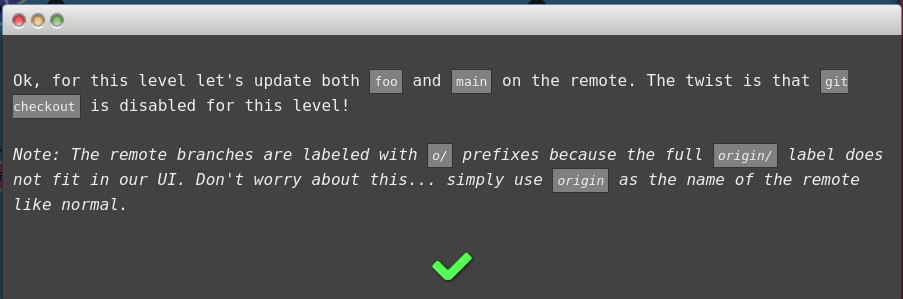 Ok, for this level let's update both foo and main on the remote. The twist is that git
checkout is disabled for this level!
Note: The remote branches are labeled with o/ prefixes because the full origin/ label does
not fit in our UI. Don't worry about this... simply use origin as the name of the remote
like normal.